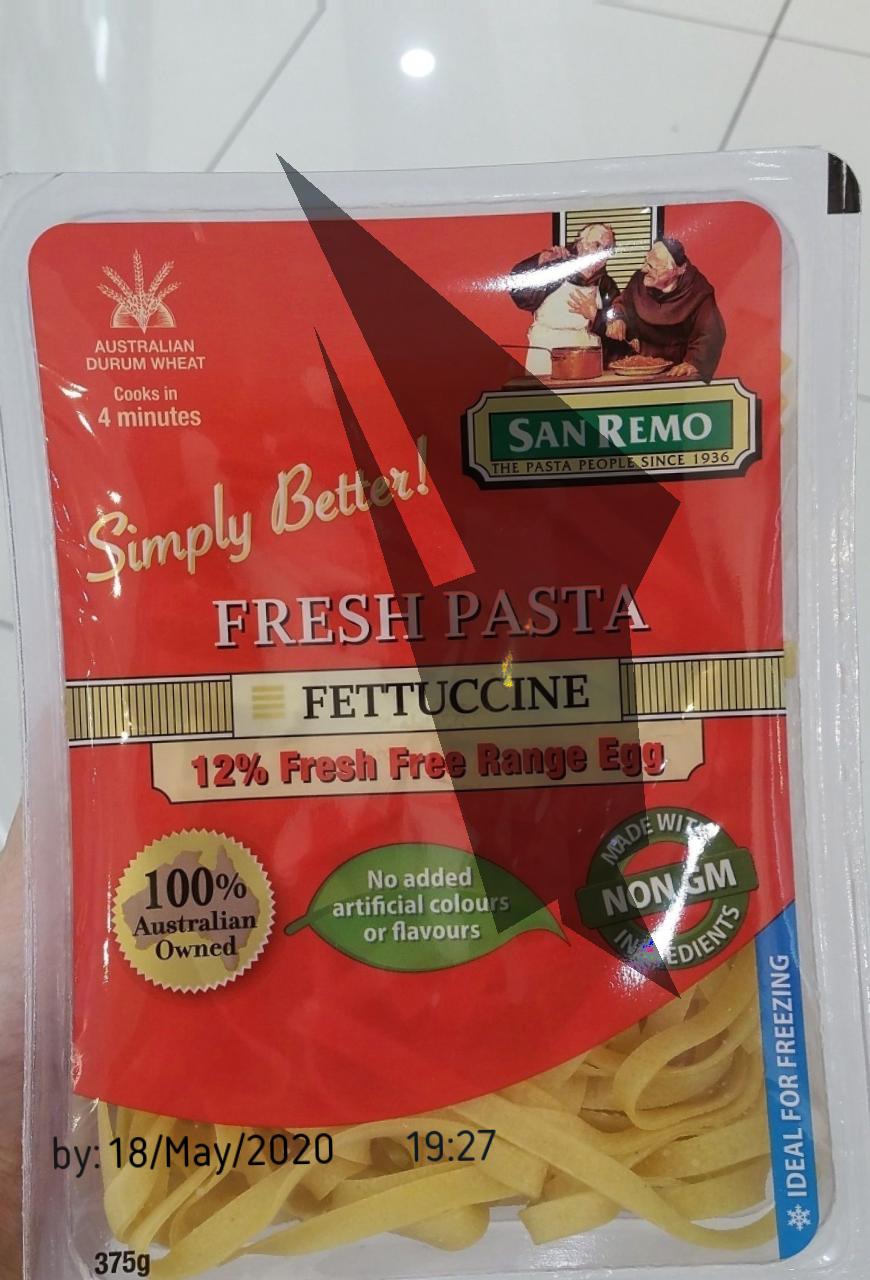 AUSTRALIAN
DURUM WHEAT
Cooks in
4 minutes
SAN REMO
THE PASTA PEOPLE SINCE 1936
Simply Better!
FRESH PASTA
FETTUCCINE
12% Fresh Free Range Egg
100%
Australian
Owned
No added
artificial colours
or flavours
MADE WITH
NON GM
INGREDIENTS
IDEAL FOR FREEZING
by: 18/May/2020 19:27
375g